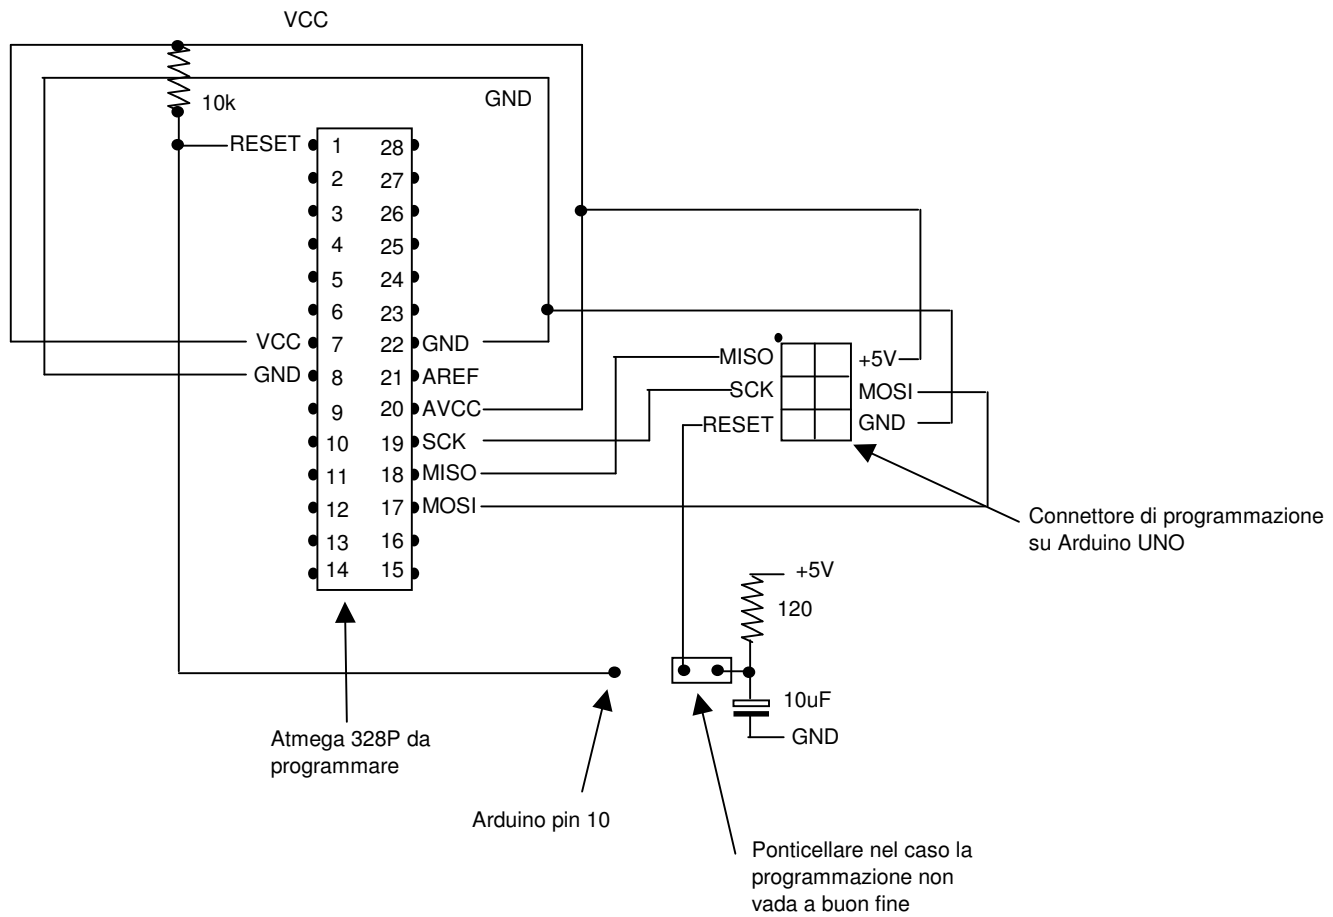 VCC
10k
GND
RESET 1 28
2 27
3 26
4 25
5 24
6 23
VCC 7 22 GND
GND 8 21 AREF
9 20 AVCC
10 19 SCK
11 18 MISO
12 17 MOSI
13 16
14 15
MISO +5V
SCK MOSI
RESET GND
Connettore di programmazione
su Arduino UNO
+5V
120
10uF
GND
Atmega 328P da
programmare
Arduino pin 10
Ponticellare nel caso la
programmazione non
vada a buon fine